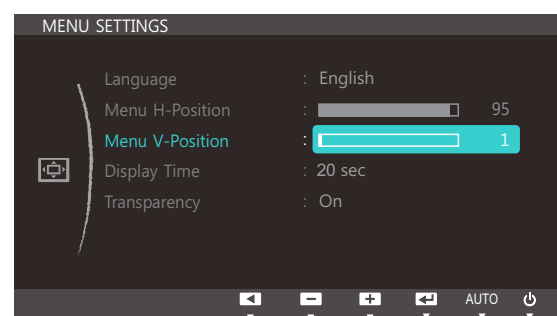 MENU SETTINGS
Language : English
Menu H-Position : 95
Menu V-Position : 1
Display Time : 20 sec
Transparency : On
AUTO